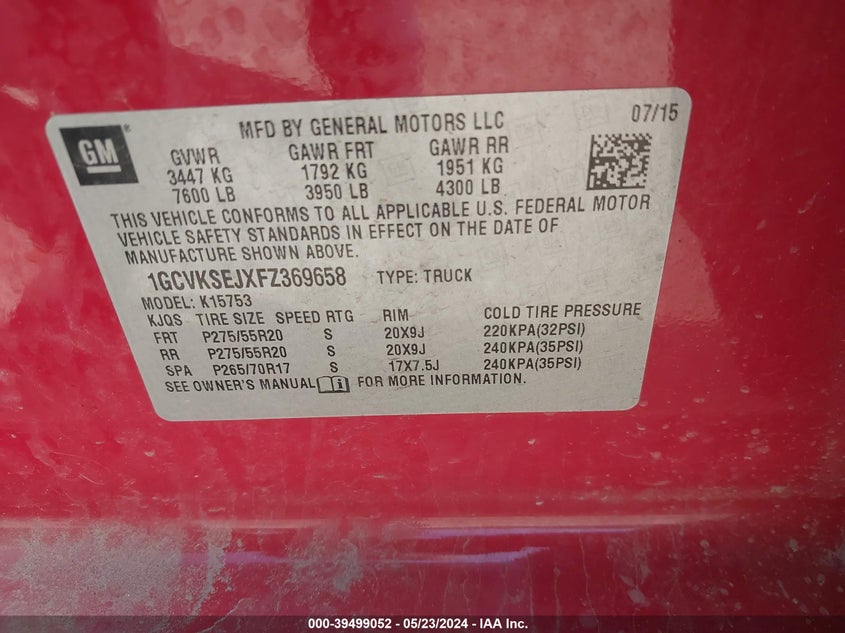 GM
MFD BY GENERAL MOTORS LLC 07/15
GVWR GAWR FRT GAWR RR
3447 KG 1792 KG 1951 KG
7600 LB 3950 LB 4300 LB
THIS VEHICLE CONFORMS TO ALL APPLICABLE U.S. FEDERAL MOTOR
VEHICLE SAFETY STANDARDS IN EFFECT ON THE DATE OF
MANUFACTURE SHOWN ABOVE.
1GCVKSEJXFZ369658 TYPE: TRUCK
MODEL: K15753
KJQS TIRE SIZE SPEED RTG RIM COLD TIRE PRESSURE
FRT P275/55R20 S 20X9J 220KPA(32PSI)
RR P275/55R20 S 20X9J 240KPA(35PSI)
SPA P265/70R17 S 17X7.5J 240KPA(35PSI)
SEE OWNER'S MANUAL FOR MORE INFORMATION.
000-39499052 - 05/23/2024 - IAA Inc.